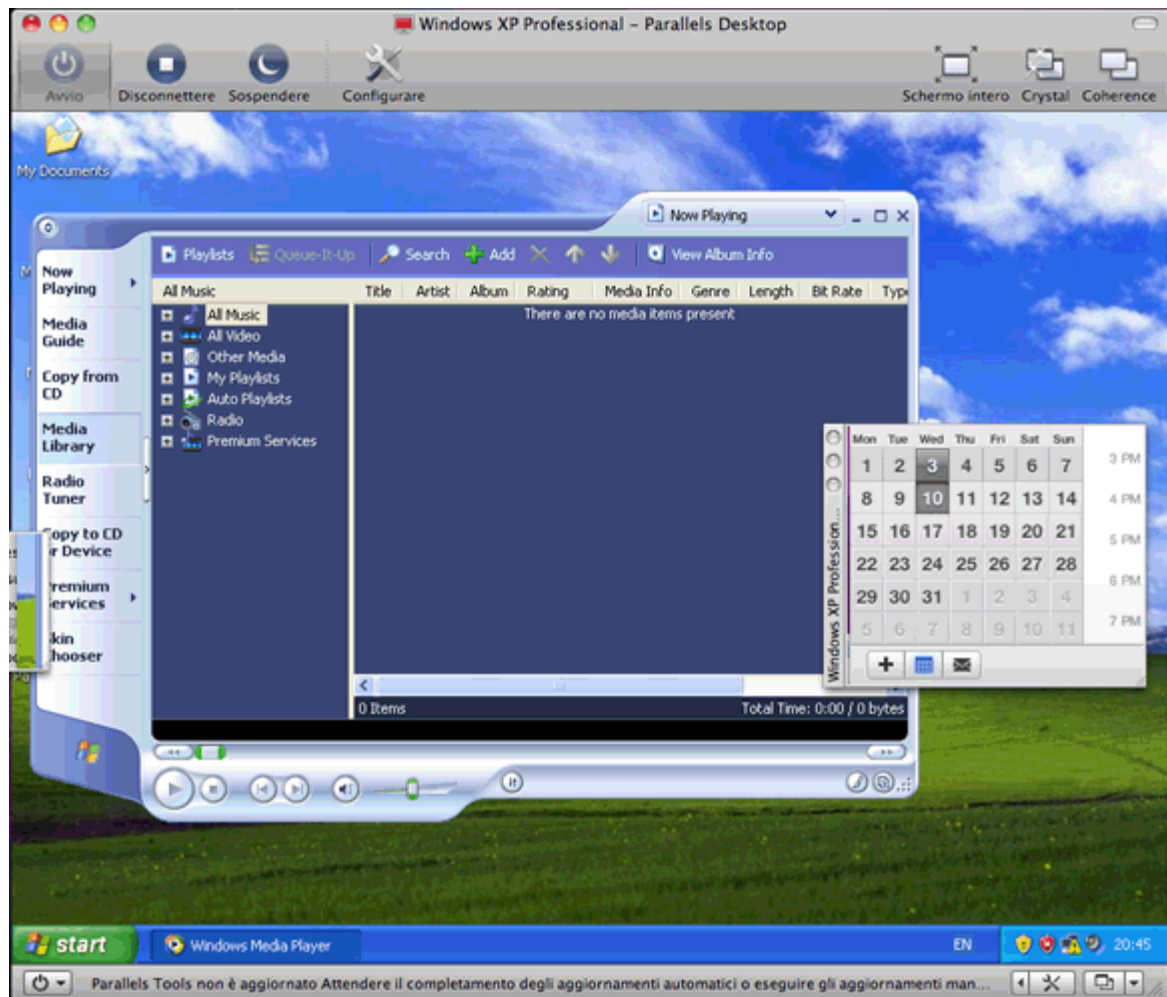 Windows XP Professional – Parallels Desktop
Avvio Disconnettere Sospendere Configurare Schermo intero Crystal Coherence
My Documents
Now Playing
Playlists Queue-It-Up Search Add View Album Info
Now
Playing
Media
Guide
Copy from
CD
Media
Library
Radio
Tuner
Copy to CD
or Device
Premium
Services
Skin
Chooser
All Music Title Artist Album Rating Media Info Genre Length Bit Rate
There are no media items present
All Music
All Video
Other Media
My Playlists
Auto Playlists
Radio
Premium Services
0 Items Total Time: 0:00 / 0 bytes
Windows XP Profession...
Mon Tue Wed Thu Fri Sat Sun
1 2 3 4 5 6 7
8 9 10 11 12 13 14
15 16 17 18 19 20 21
22 23 24 25 26 27 28
29 30 31 1 2 3 4
5 6 7 8 9 10 11
3 PM
4 PM
5 PM
6 PM
7 PM
start Windows Media Player EN 20:45
Parallels Tools non è aggiornato Attendere il completamento degli aggiornamenti automatici o eseguire gli aggiornamenti man...